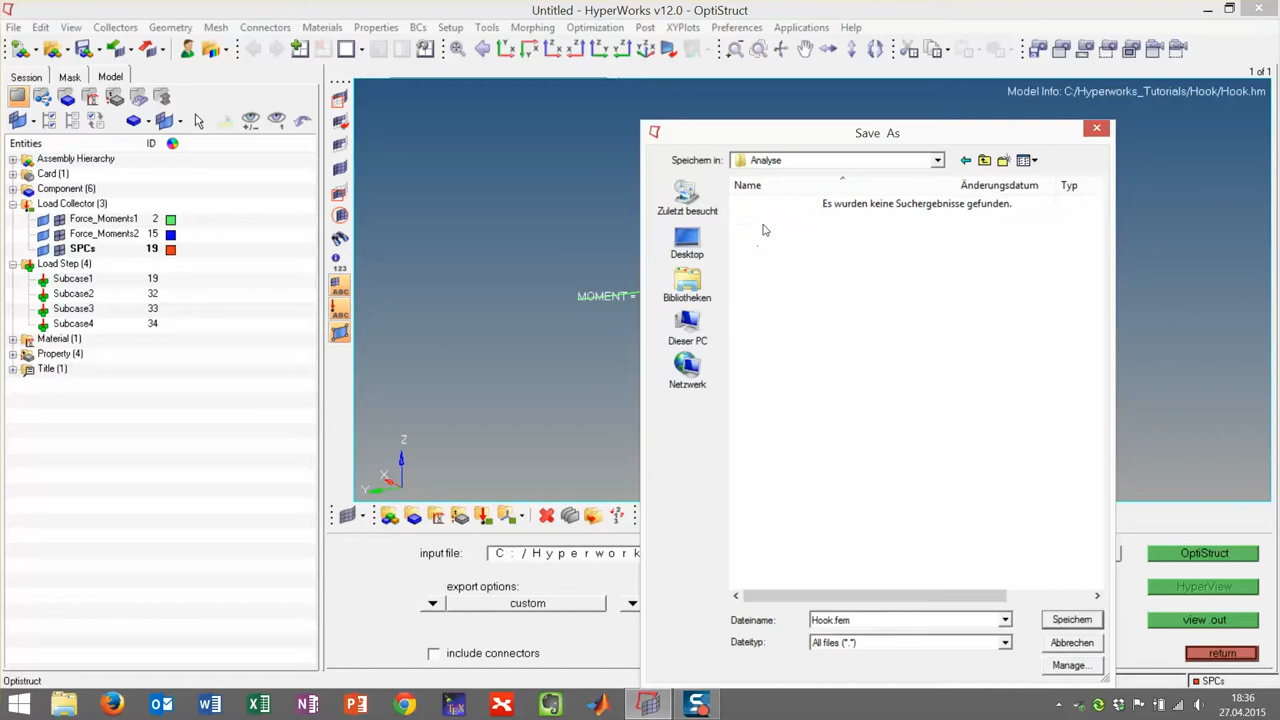 Untitled - HyperWorks v12.0 - OptiStruct
File Edit View Collectors Geometry Mesh Connectors Materials Properties BCs Setup Tools Morphing Optimization Post XYPlots Preferences Applications Help
Session Mask Model
1 of 1
Model Info: C:/Hyperworks_Tutorials/Hook/Hook.hm
Entities ID
Assembly Hierarchy
Card (1)
Component (6)
Load Collector (3)
Force_Moments1 2
Force_Moments2 15
SPCs 19
Load Step (4)
Subcase1 19
Subcase2 32
Subcase3 33
Subcase4 34
Material (1)
Property (4)
Title (1)
123
ABC
ABC
MOMENT =
Z
X
Y
Save As
Speichern in: Analyse
Name Änderungsdatum Typ
Es wurden keine Suchergebnisse gefunden.
Zuletzt besucht
Desktop
Bibliotheken
Dieser PC
Netzwerk
Dateiname: Hook.fem Speichern
Dateityp: All files (*.*) Abbrechen
Manage...
input file: C:/Hyperwork
export options:
custom
include connectors
OptiStruct
HyperView
view .out
return
Optistruct
SPCs
18:36
27.04.2015